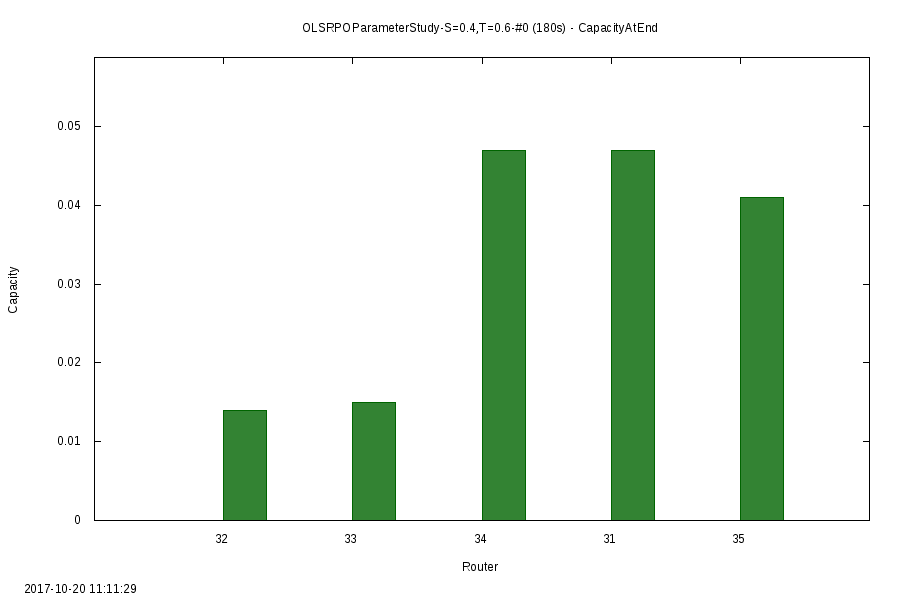 OLSRPOParameterStudy-S=0.4,T=0.6-#0 (180s) - CapacityAtEnd
0.05
0.04
0.03
0.02
0.01
0
Capacity
32 33 34 31 35
Router
2017-10-20 11:11:29